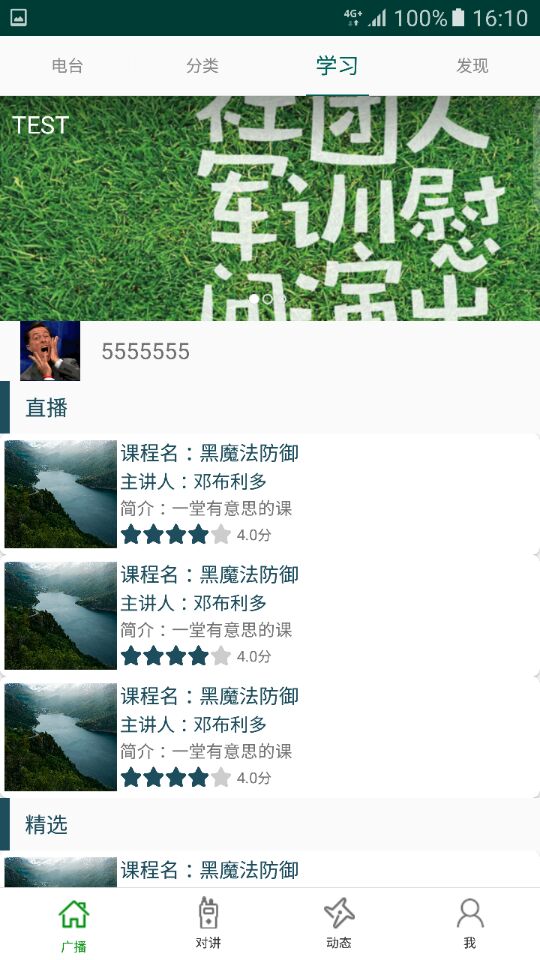 4G+ 100% 16:10
电台 分类 学习 发现
TEST
社团人
军训慰
问演出
5555555
直播
课程名：黑魔法防御
主讲人：邓布利多
简介：一堂有意思的课
4.0分
课程名：黑魔法防御
主讲人：邓布利多
简介：一堂有意思的课
4.0分
课程名：黑魔法防御
主讲人：邓布利多
简介：一堂有意思的课
4.0分
精选
课程名：黑魔法防御
广播 对讲 动态 我